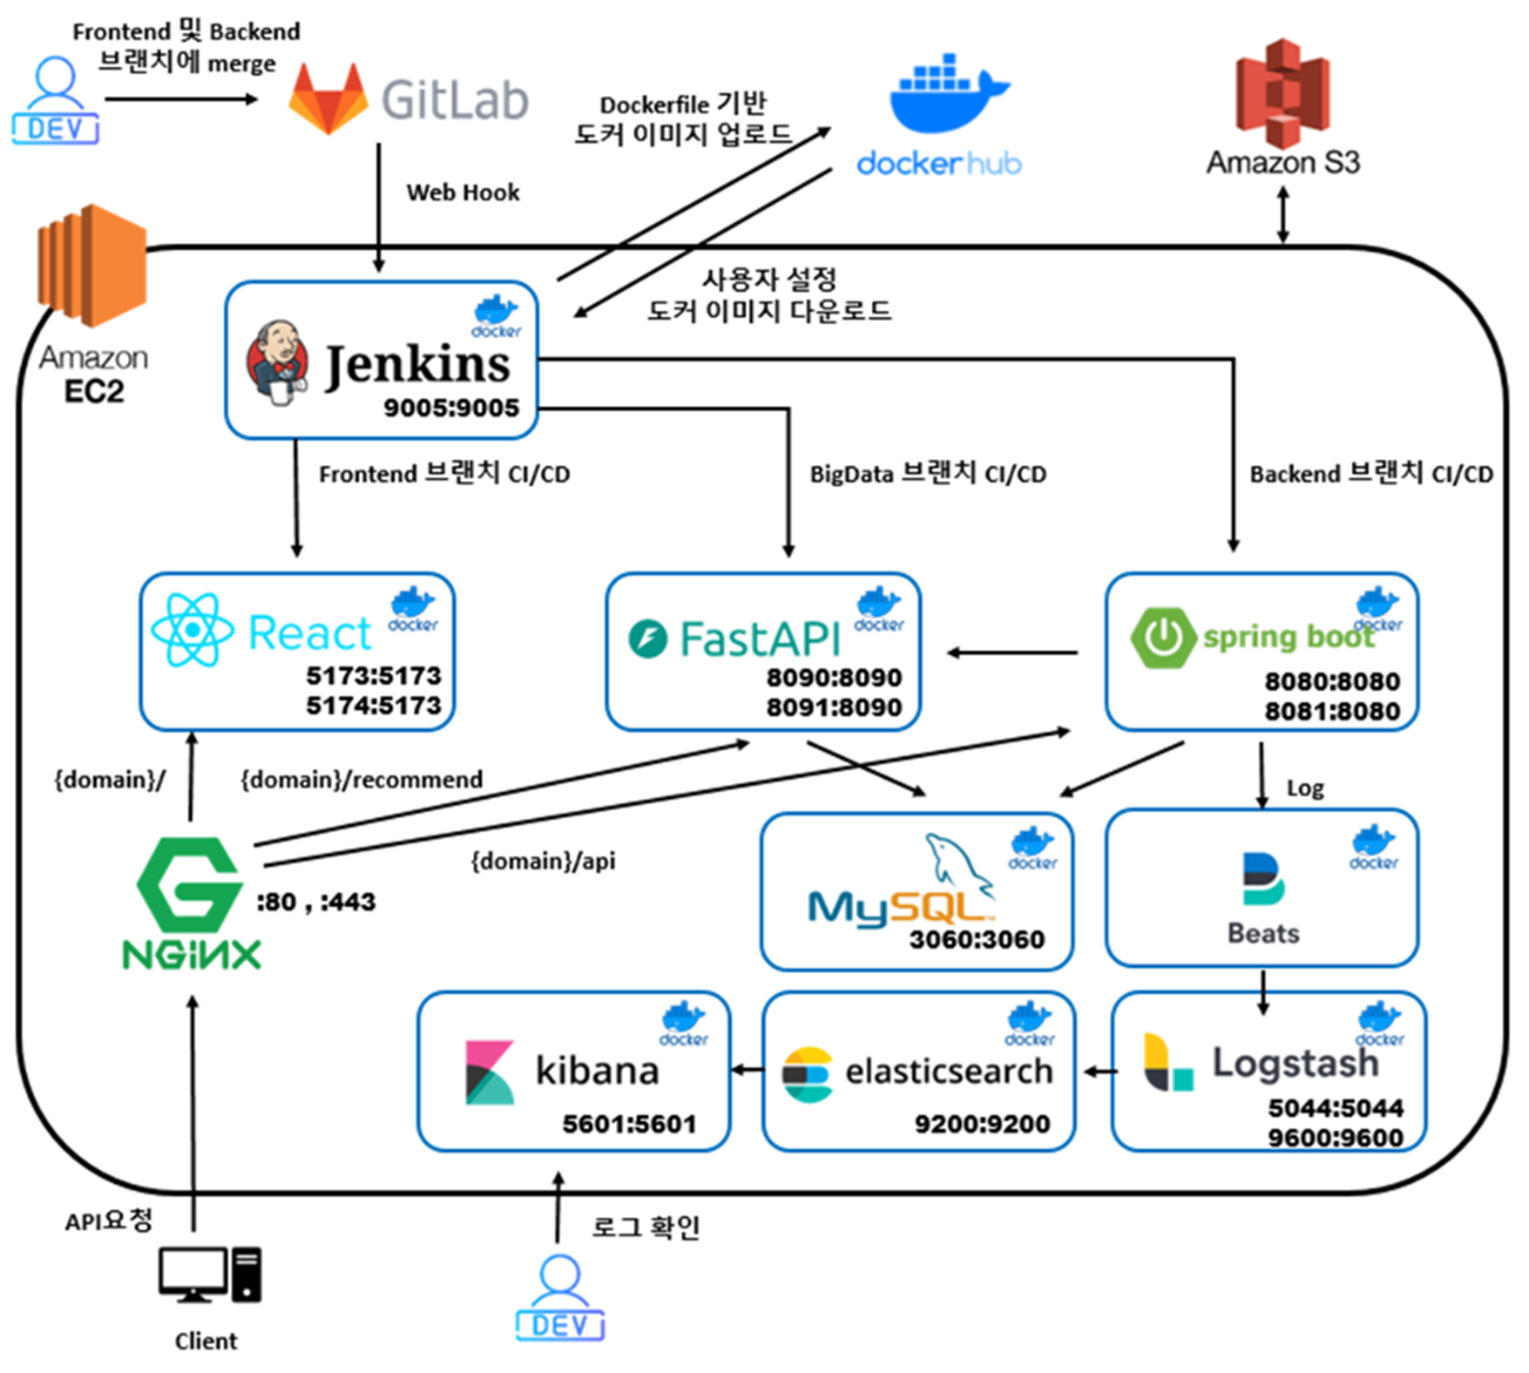 Frontend 및 Backend
브랜치에 merge
DEV
GitLab
Dockerfile 기반
도커 이미지 업로드
dockerhub
Amazon S3
Web Hook
Amazon
EC2
사용자 설정
도커 이미지 다운로드
docker
Jenkins
9005:9005
Frontend 브랜치 CI/CD
BigData 브랜치 CI/CD
Backend 브랜치 CI/CD
docker
React
5173:5173
5174:5173
docker
FastAPI
8090:8090
8091:8090
docker
spring boot
8080:8080
8081:8080
{domain}/
{domain}/recommend
{domain}/api
Log
NGINX
:80 , :443
docker
MySQL
3060:3060
docker
Beats
docker
kibana
5601:5601
docker
elasticsearch
9200:9200
docker
Logstash
5044:5044
9600:9600
API요청
Client
로그 확인
DEV